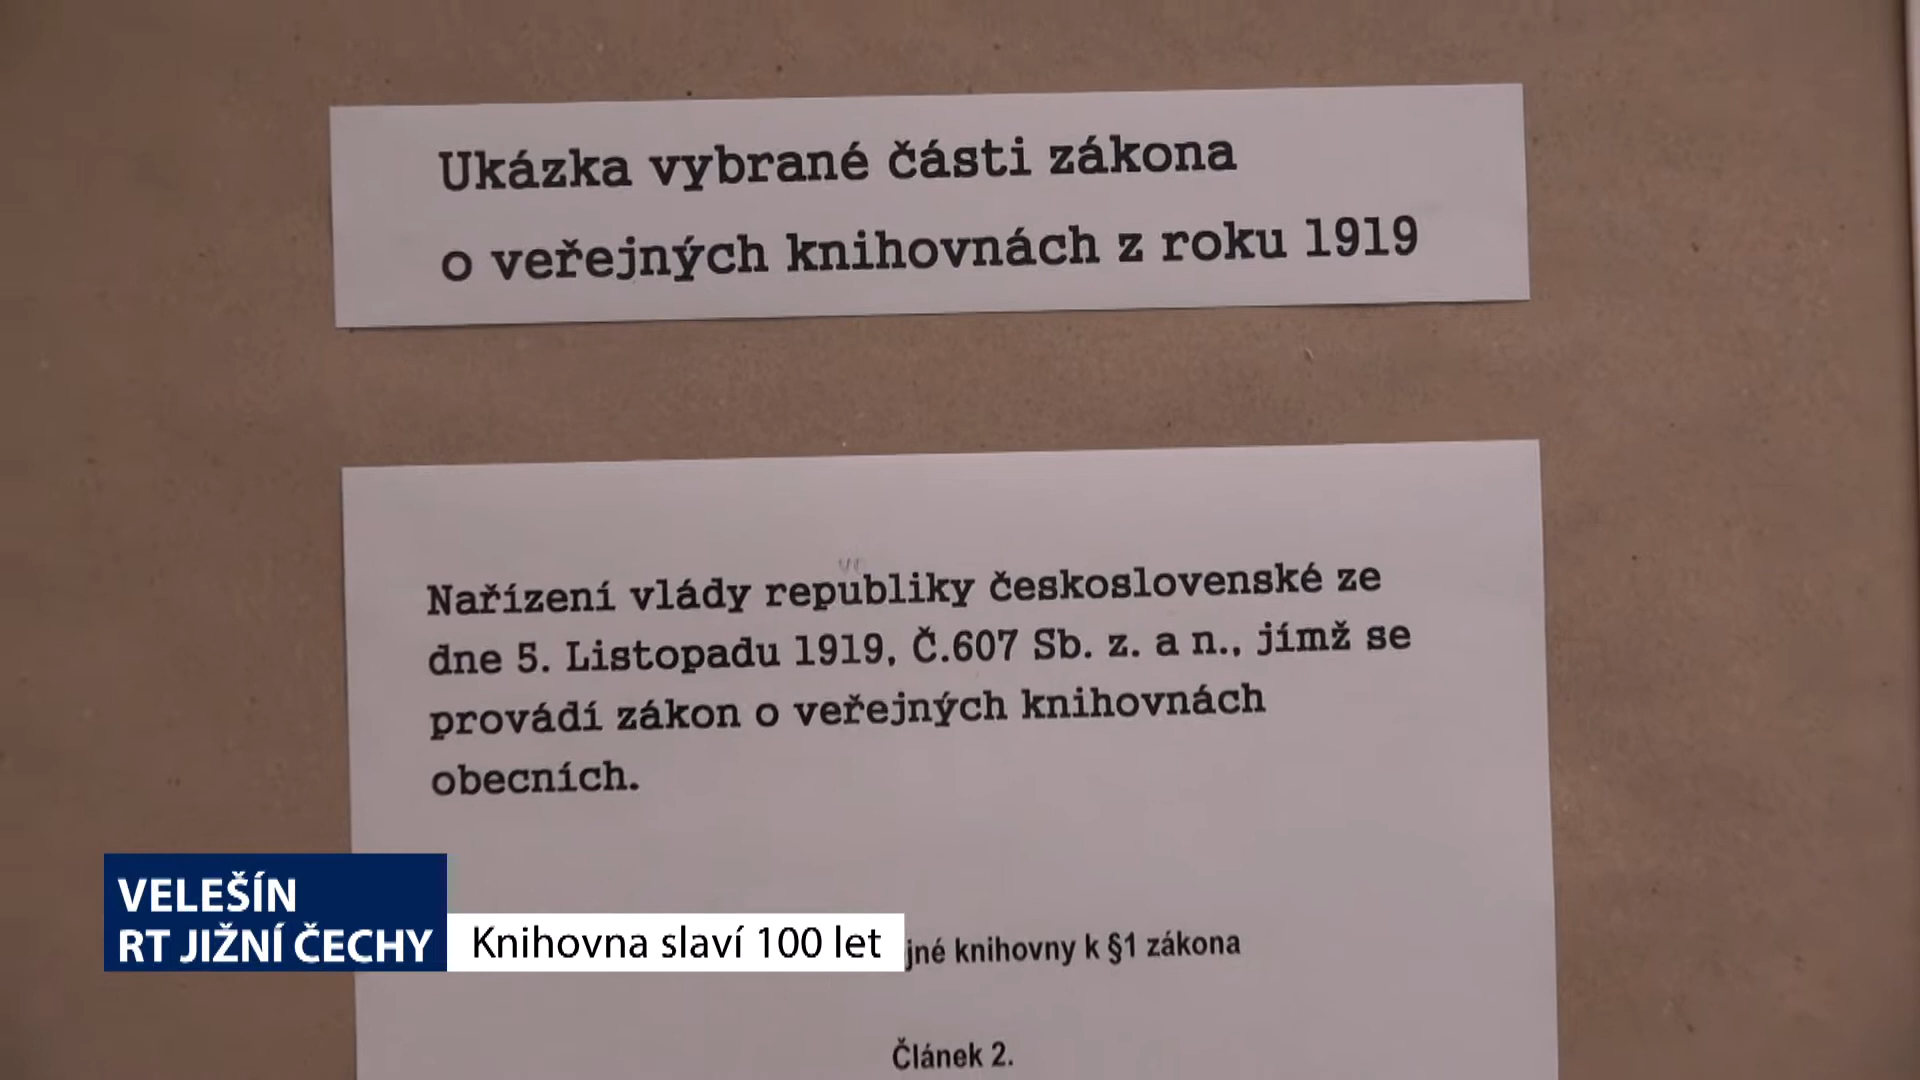 Ukázka vybrané části zákona
o veřejných knihovnách z roku 1919
Nařízení vlády republiky československé ze
dne 5. Listopadu 1919, Č.607 Sb. z. a n., jímž se
provádí zákon o veřejných knihovnách
obecních.
jné knihovny k §1 zákona
Článek 2.
VELEŠÍN
RT JIŽNÍ ČECHY
Knihovna slaví 100 let